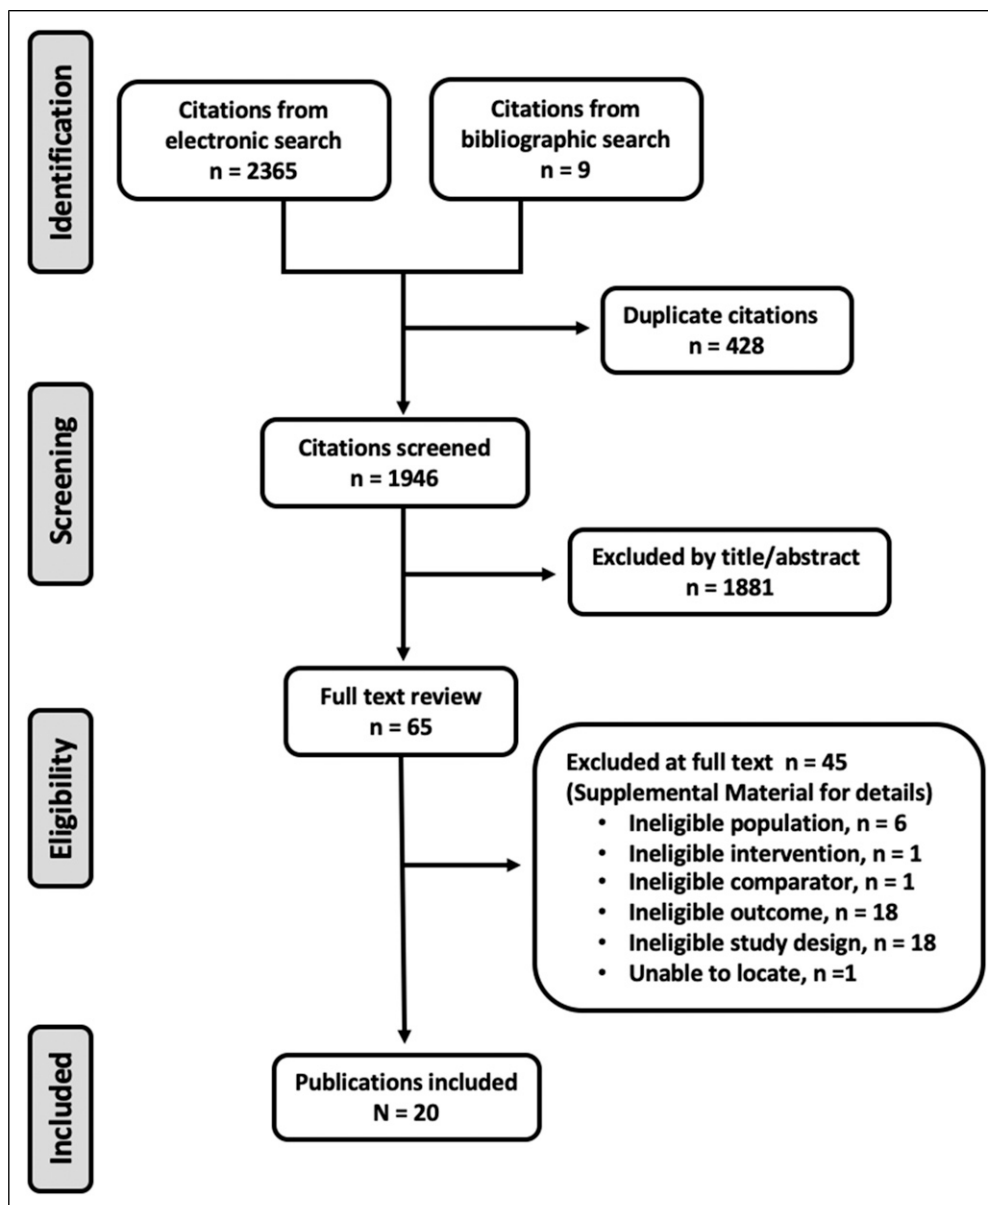 Identification
Citations from
electronic search
n = 2365
Citations from
bibliographic search
n = 9
Duplicate citations
n = 428
Screening
Citations screened
n = 1946
Excluded by title/abstract
n = 1881
Eligibility
Full text review
n = 65
Excluded at full text n = 45
(Supplemental Material for details)
• Ineligible population, n = 6
• Ineligible intervention, n = 1
• Ineligible comparator, n = 1
• Ineligible outcome, n = 18
• Ineligible study design, n = 18
• Unable to locate, n =1
Included
Publications included
N = 20